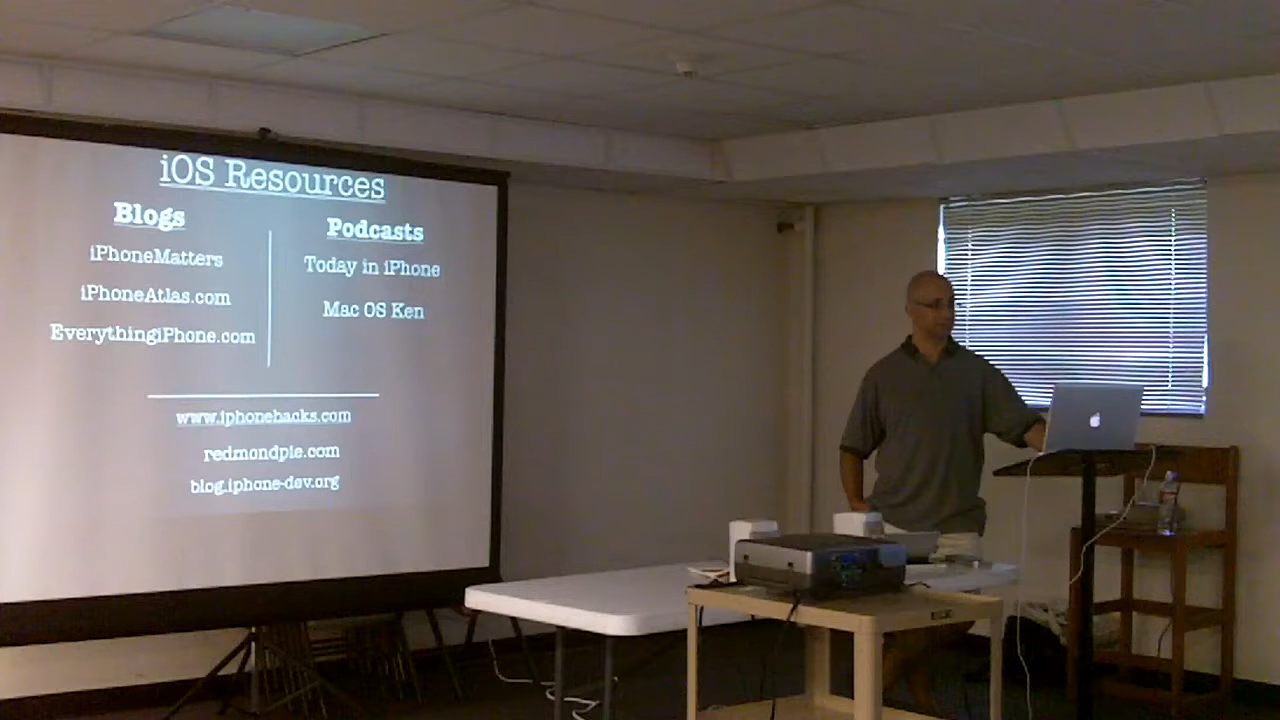 iOS Resources
Blogs
iPhoneMatters
iPhoneAtlas.com
EverythingiPhone.com
Podcasts
Today in iPhone
Mac OS Ken
www.iphonehacks.com
redmondpie.com
blog.iphone-dev.org